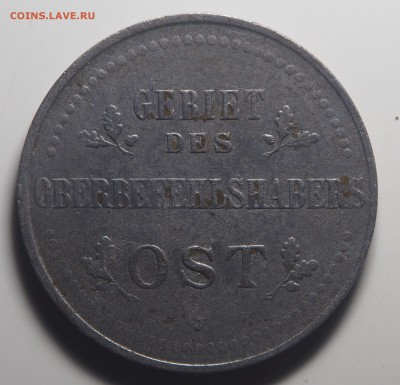 COINS.LAVE.RU
GEBIET
DES
OBERBEFEHLSHABERS
OST
J